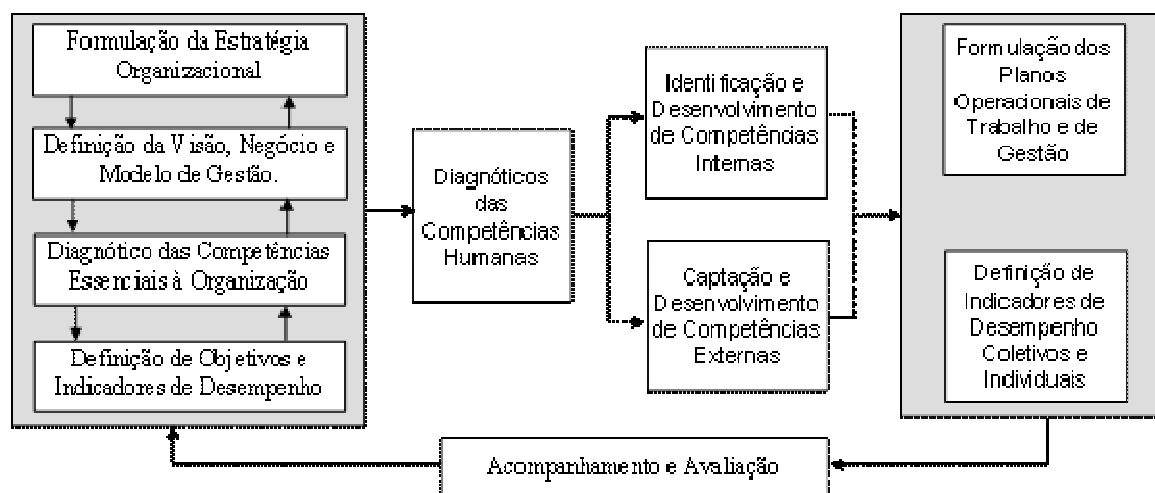 Formulação da Estratégia
Organizacional
Definição da Visão, Negócio e
Modelo de Gestão.
Diagnótico das Competências
Essenciais à Organização
Definição de Objetivos e
Indicadores de Desempenho
Diagnóticos
das
Competências
Humanas
Identificação e
Desenvolvimento
de Competências
Internas
Captação e
Desenvolvimento
de Competências
Externas
Formulação dos
Planos
Operacionais de
Trabalho e de
Gestão
Definição de
Indicadores de
Desempenho
Coletivos e
Individuais
Acompanhamento e Avaliação